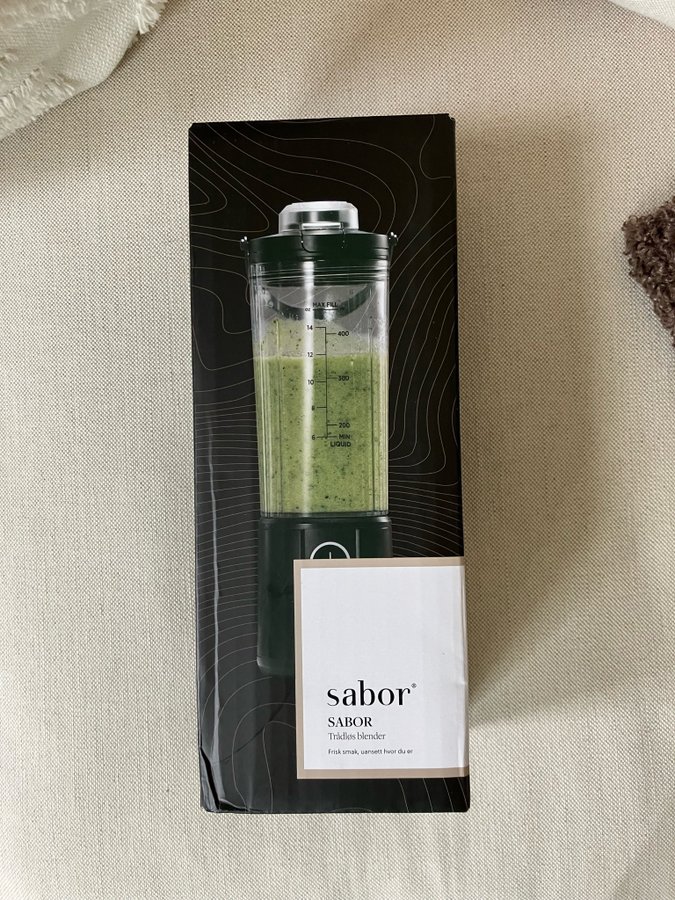 MAX FILL
oz
14
400
12
10
300
8
200
6
MIN
LIQUID
sabor®
SABOR
Trådløs blender
Frisk smak, uansett hvor du er